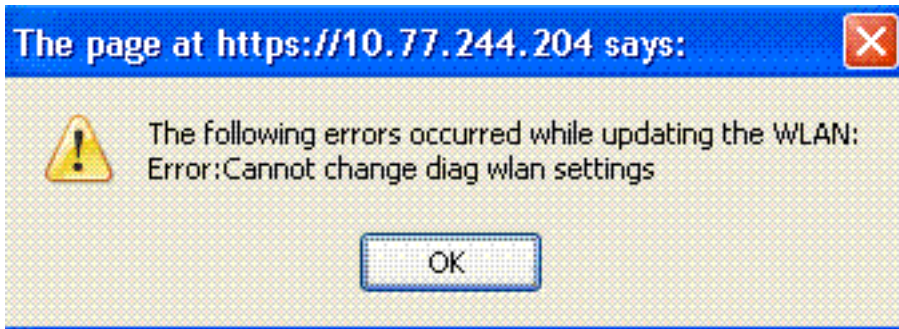 The page at https://10.77.244.204 says:
The following errors occurred while updating the WLAN:
Error:Cannot change diag wlan settings
OK